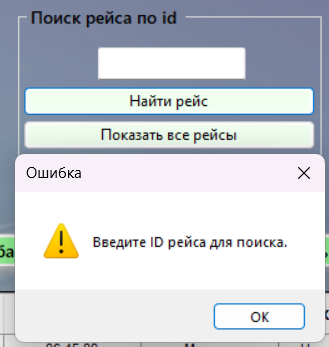 Поиск рейса по id
Найти рейс
Показать все рейсы
Ошибка
Введите ID рейса для поиска.
OK